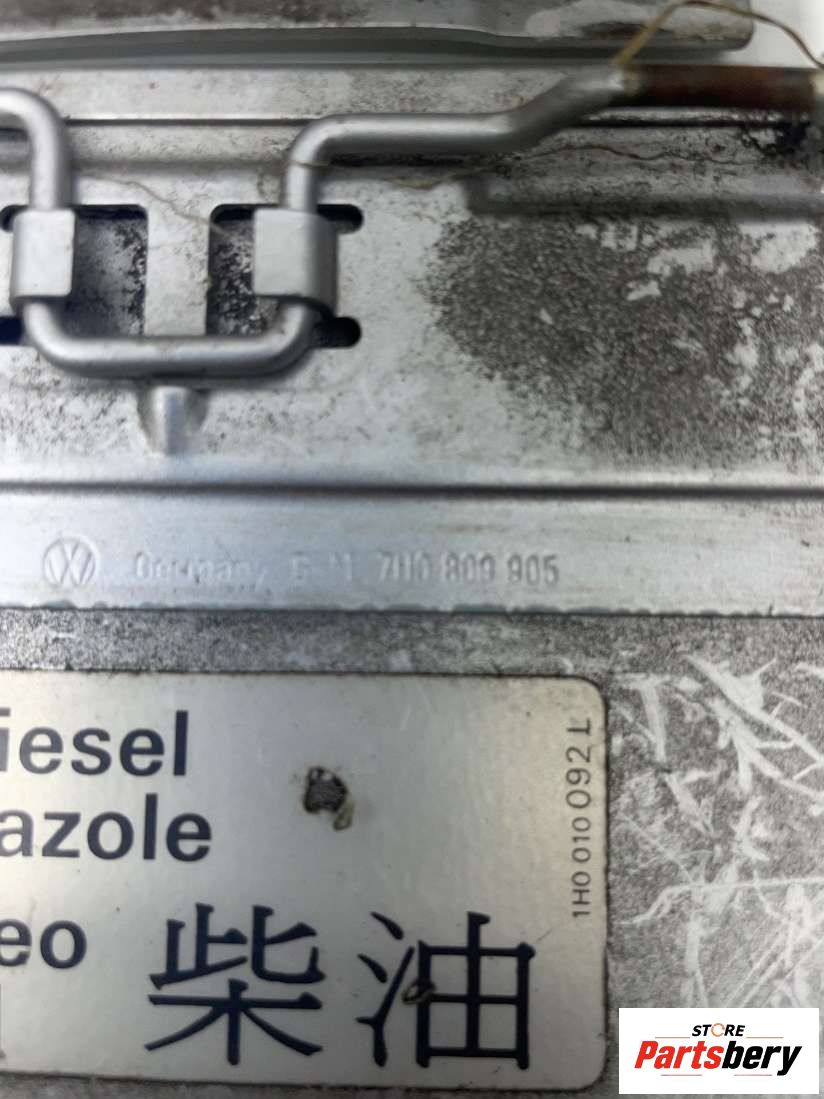 Germany 7H0 809 905
iesel
azole
eo 柴油
1H0 010 092 L
STORE
Partsbery